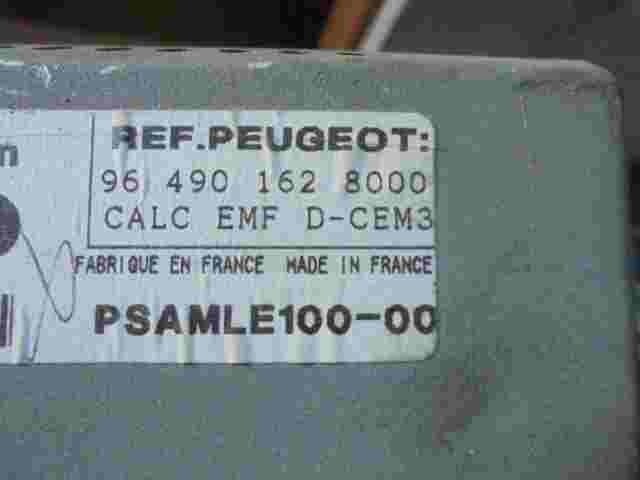 REF.PEUGEOT:
96 490 162 8000
CALC EMF D-CEM3
FABRIQUE EN FRANCE MADE IN FRANCE
PSAMLE100-00